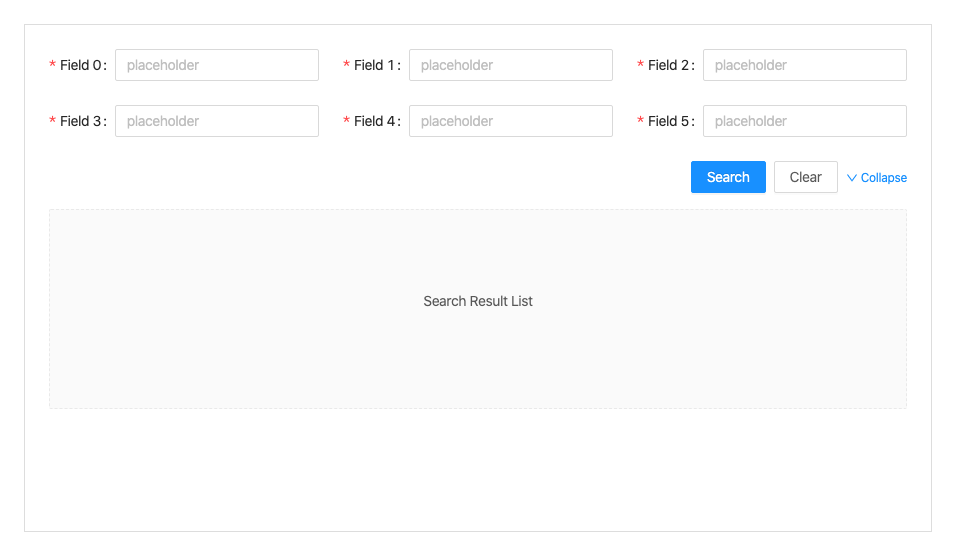 * Field 0: placeholder * Field 1: placeholder * Field 2: placeholder
* Field 3: placeholder * Field 4: placeholder * Field 5: placeholder
Search Clear Collapse
Search Result List